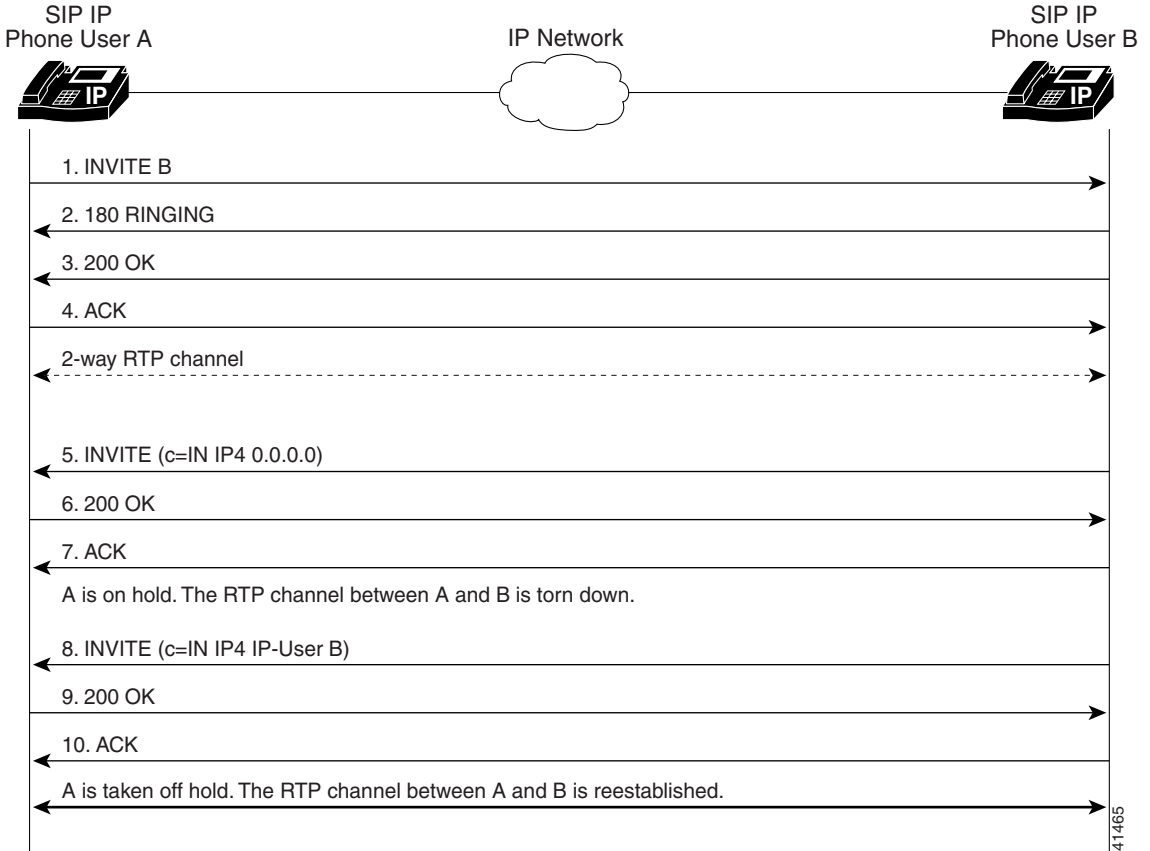 SIP IP
Phone User A
IP Network
SIP IP
Phone User B
IP
IP
1. INVITE B
2. 180 RINGING
3. 200 OK
4. ACK
2-way RTP channel
5. INVITE (c=IN IP4 0.0.0.0)
6. 200 OK
7. ACK
A is on hold. The RTP channel between A and B is torn down.
8. INVITE (c=IN IP4 IP-User B)
9. 200 OK
10. ACK
A is taken off hold. The RTP channel between A and B is reestablished.
41465